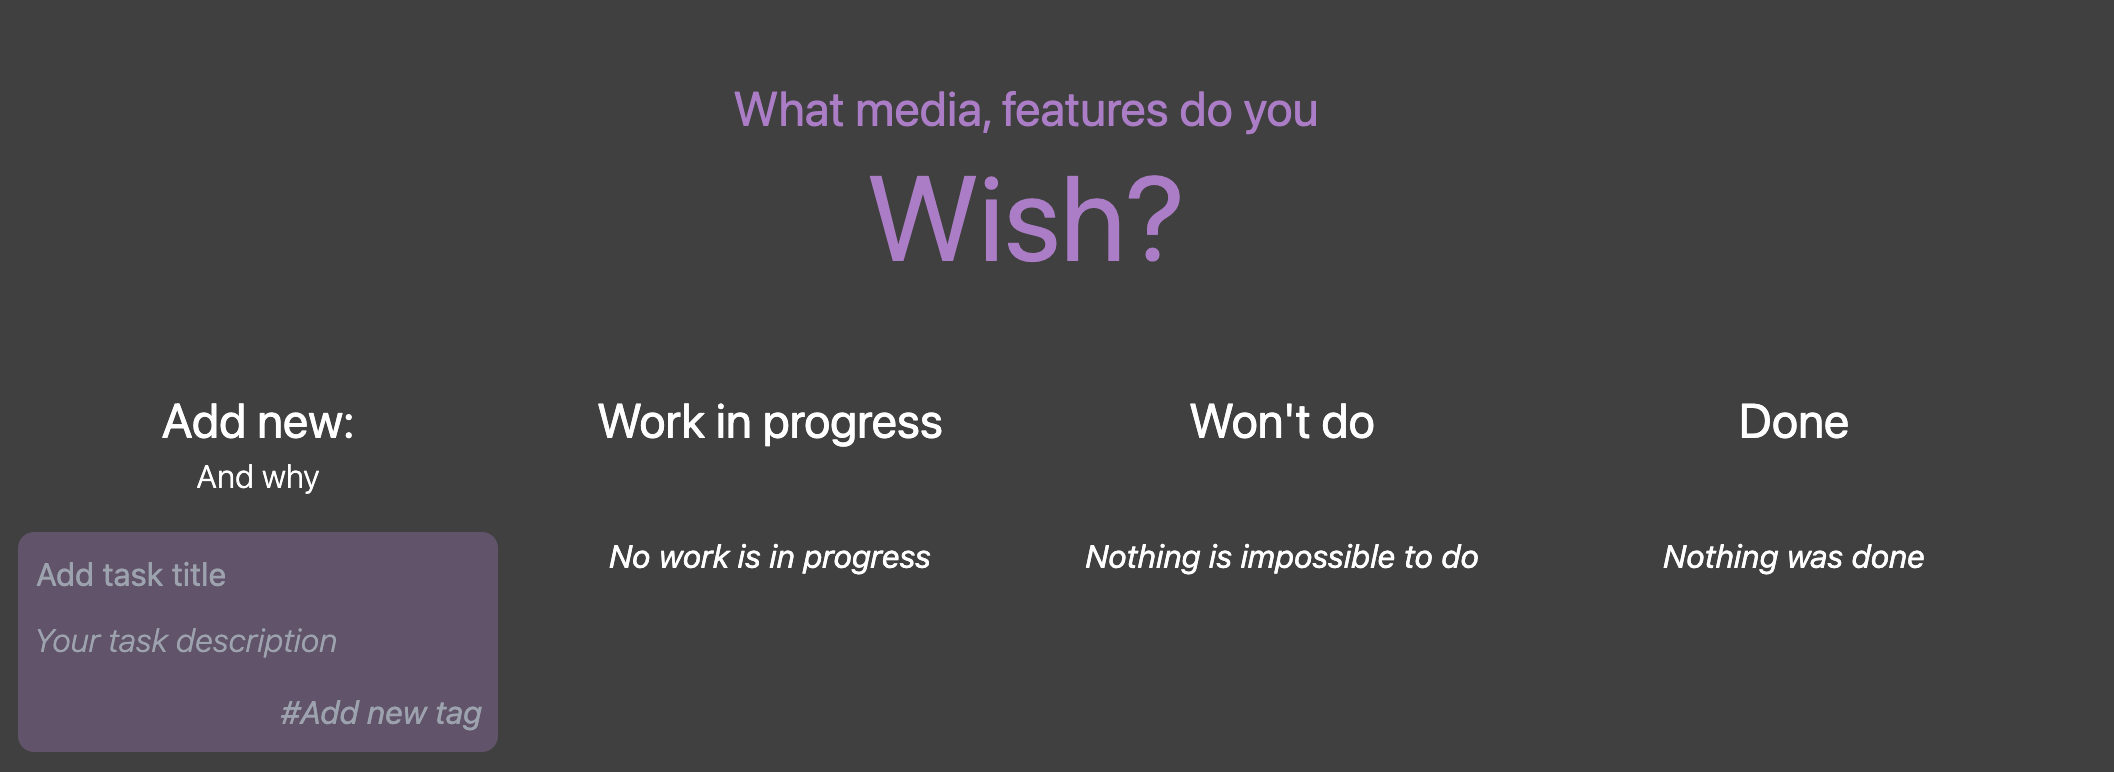 What media, features do you
Wish?
Add new:
And why
Add task title
Your task description
#Add new tag
Work in progress
No work is in progress
Won't do
Nothing is impossible to do
Done
Nothing was done